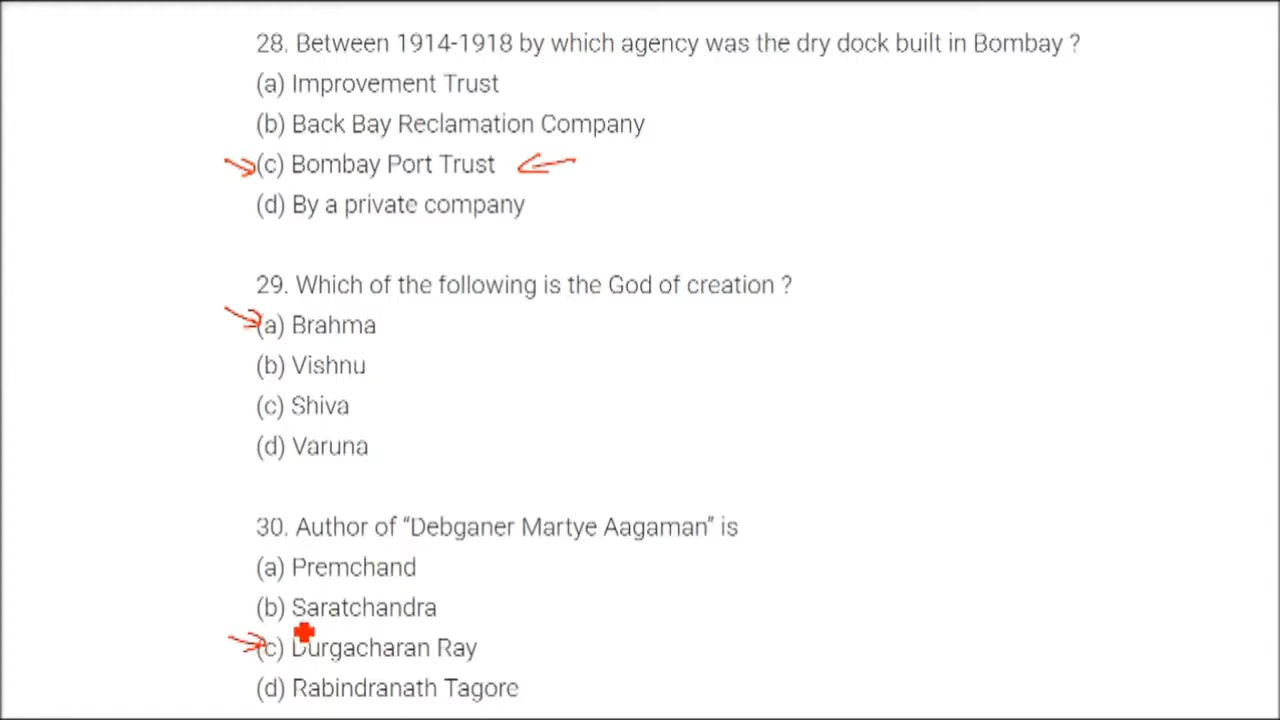 28. Between 1914-1918 by which agency was the dry dock built in Bombay ?
(a) Improvement Trust
(b) Back Bay Reclamation Company
(c) Bombay Port Trust
(d) By a private company
29. Which of the following is the God of creation ?
(a) Brahma
(b) Vishnu
(c) Shiva
(d) Varuna
30. Author of “Debganer Martye Aagaman” is
(a) Premchand
(b) Saratchandra
(c) Durgacharan Ray
(d) Rabindranath Tagore